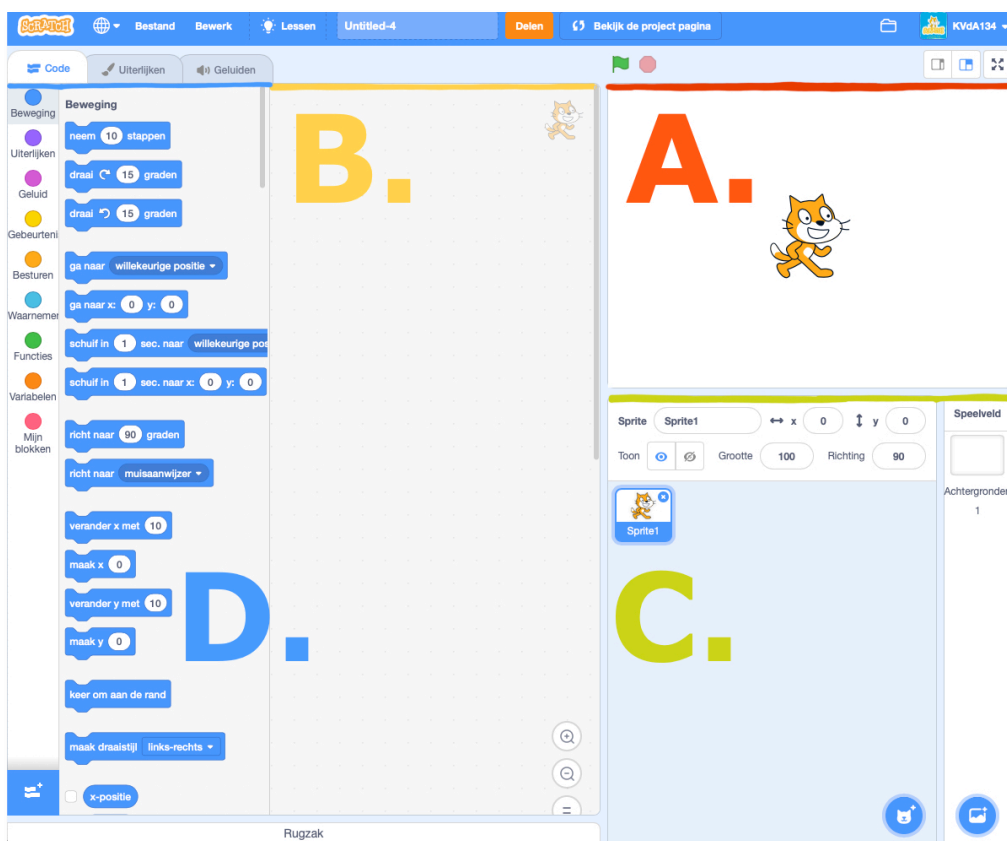 SCRATCH Bestand Bewerk Lessen Untitled-4 Delen Bekijk de project pagina KVdA134
Code Uiterlijken Geluiden
Beweging
Uiterlijken
Geluid
Gebeurteni
Besturen
Waarnemen
Functies
Variabelen
Mijn
blokken
Beweging
neem 10 stappen
draai 15 graden
draai 15 graden
ga naar willekeurige positie
ga naar x: 0 y: 0
schuif in 1 sec. naar willekeurige pos
schuif in 1 sec. naar x: 0 y: 0
richt naar 90 graden
richt naar muisaanwijzer
verander x met 10
maak x 0
verander y met 10
maak y 0
keer om aan de rand
maak draaistijl links-rechts
x-positie
D.
B.
=
Rugzak
A.
Sprite Sprite1 x 0 y 0
Toon Grootte 100 Richting 90
Sprite1
C.
Speelveld
Achtergronden
1